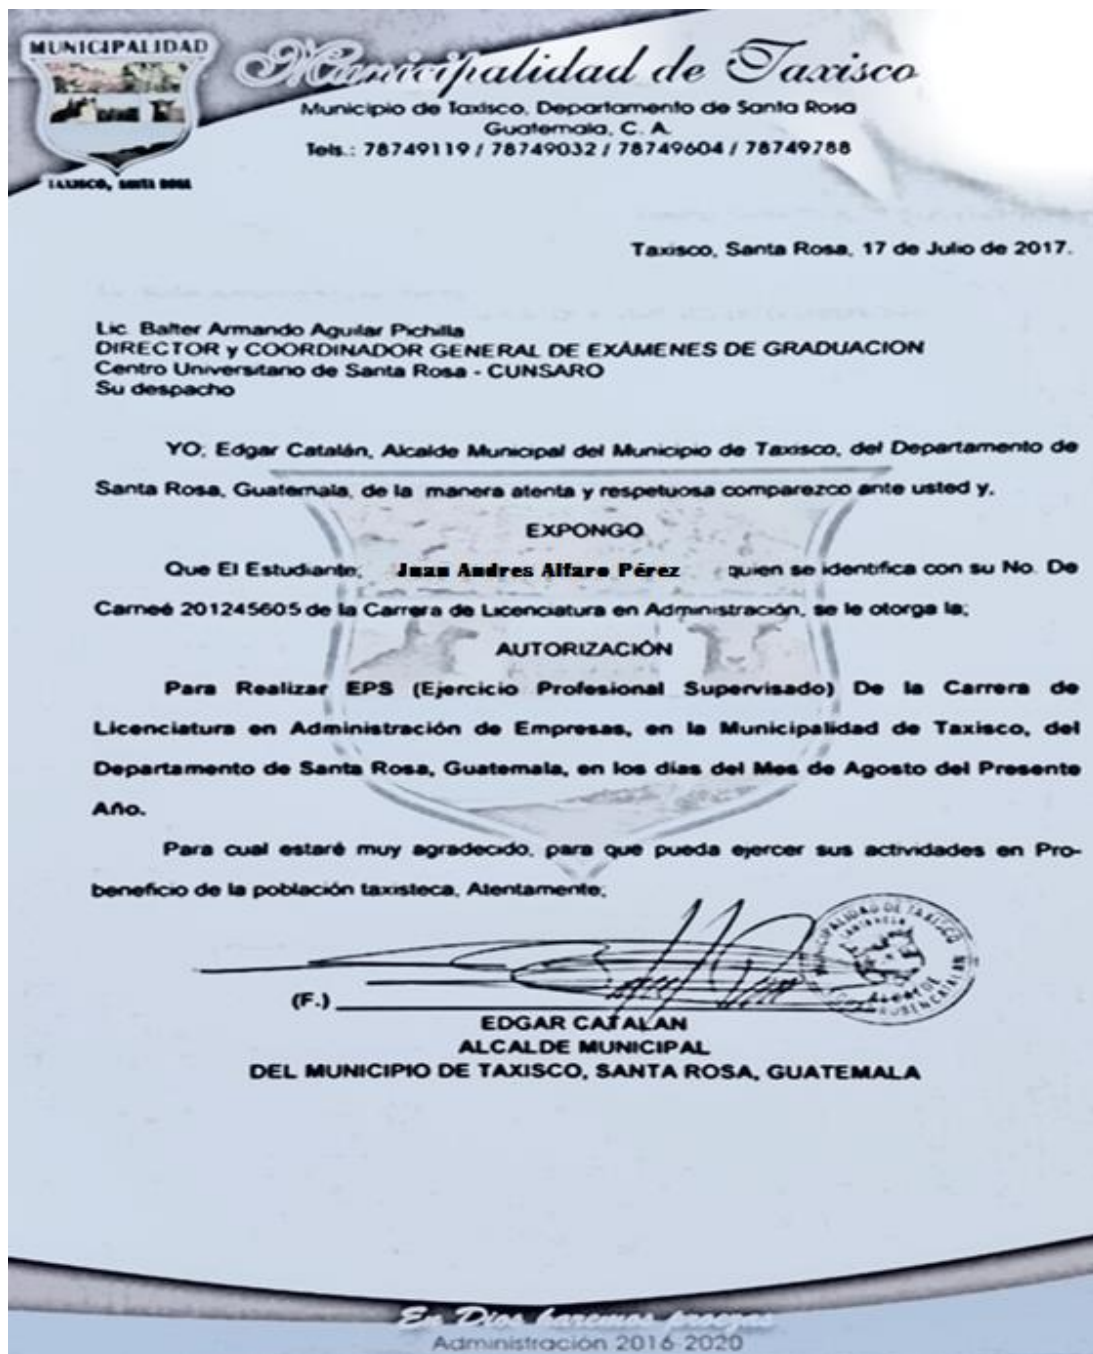 MUNICIPALIDAD
TAXISCO, SANTA ROSA
Municipalidad de Taxisco
Municipio de Taxisco, Departamento de Santa Rosa
Guatemala, C. A.
Tels.: 78749119 / 78749032 / 78749604 / 78749788
Taxisco, Santa Rosa, 17 de Julio de 2017.
Lic. Balter Armando Aguilar Pichilla
DIRECTOR y COORDINADOR GENERAL DE EXÁMENES DE GRADUACION
Centro Universitario de Santa Rosa - CUNSARO
Su despacho
YO; Edgar Catalán, Alcalde Municipal del Municipio de Taxisco, del Departamento de
Santa Rosa, Guatemala, de la manera atenta y respetuosa comparezco ante usted y,
EXPONGO
Que El Estudiante; Juan Andres Alfaro Pérez quien se identifica con su No. De
Carneé 201245605 de la Carrera de Licenciatura en Administración, se le otorga la;
AUTORIZACIÓN
Para Realizar EPS (Ejercicio Profesional Supervisado) De la Carrera de
Licenciatura en Administración de Empresas, en la Municipalidad de Taxisco, del
Departamento de Santa Rosa, Guatemala, en los días del Mes de Agosto del Presente
Año.
Para cual estaré muy agradecido, para que pueda ejercer sus actividades en Pro-
beneficio de la población taxisteca, Atentamente;
MUNICIPALIDAD DE TAXISCO
ALCALDE
(F.)
EDGAR CATALAN
ALCALDE MUNICIPAL
DEL MUNICIPIO DE TAXISCO, SANTA ROSA, GUATEMALA
En Dios haremos proezas
Administración 2016-2020